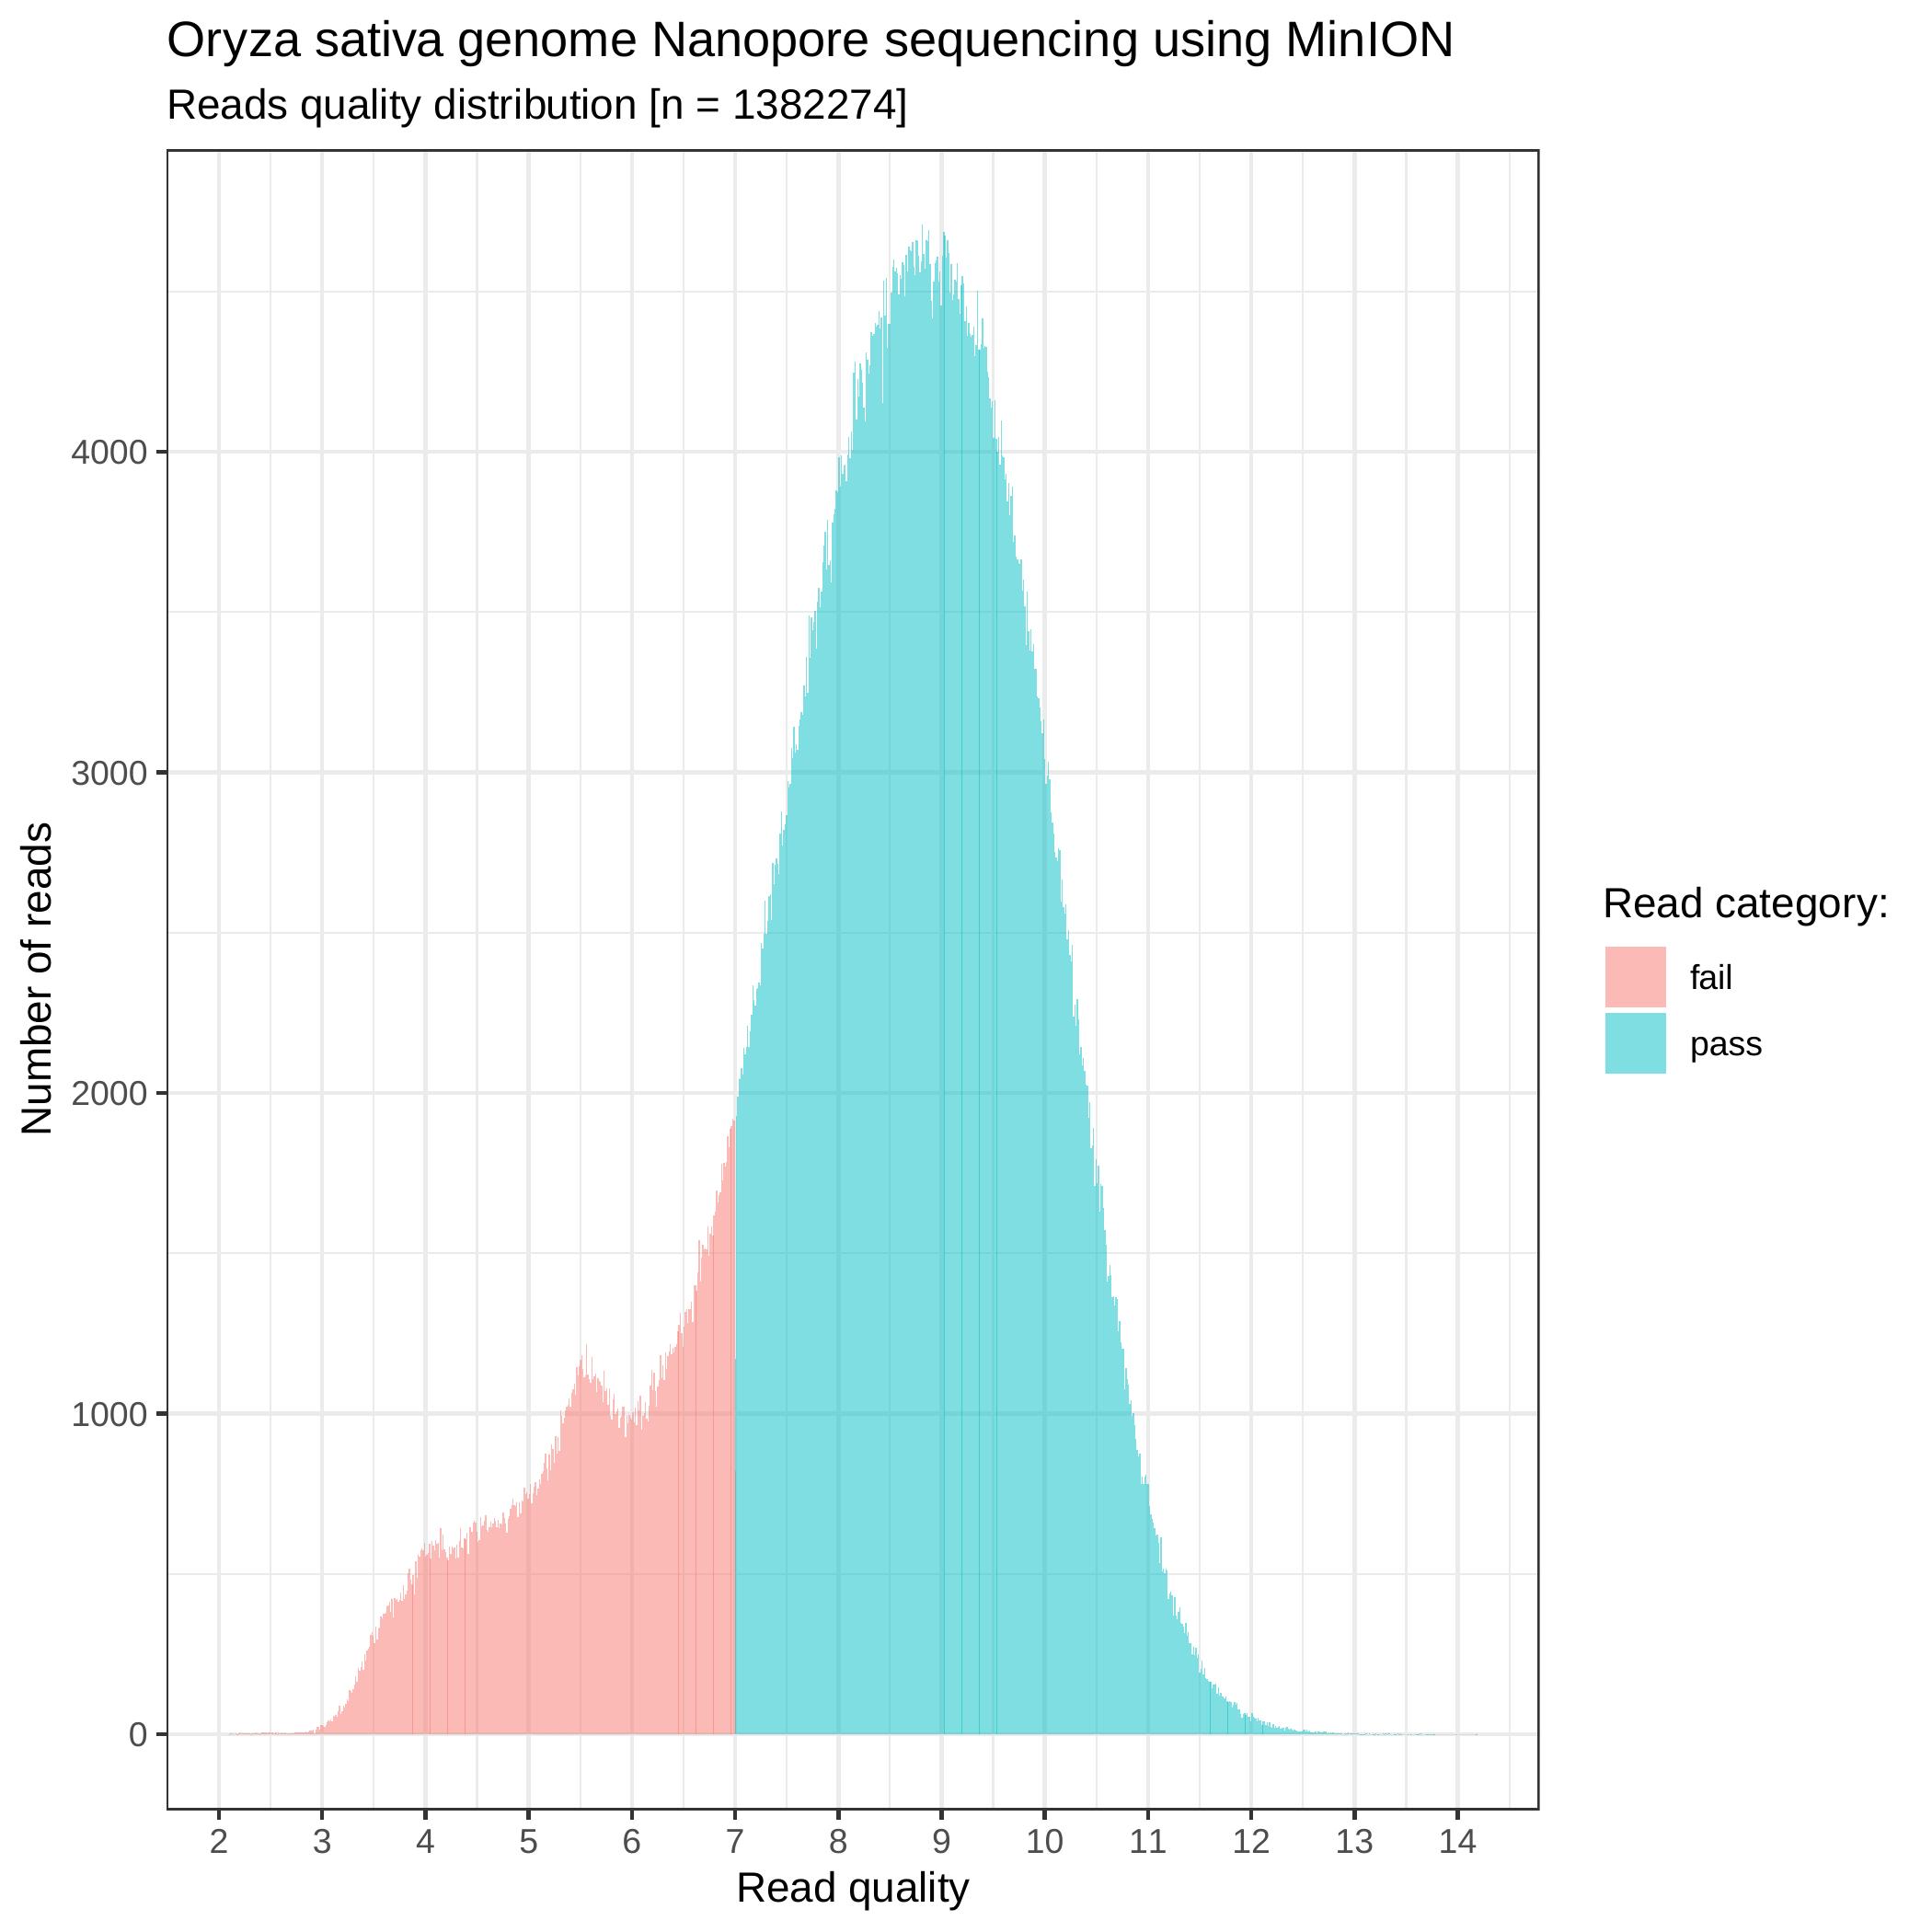 Oryza sativa genome Nanopore sequencing using MinION
Reads quality distribution [n = 1382274]
Number of reads
4000
3000
2000
1000
0
2 3 4 5 6 7 8 9 10 11 12 13 14
Read quality
Read category:
fail
pass